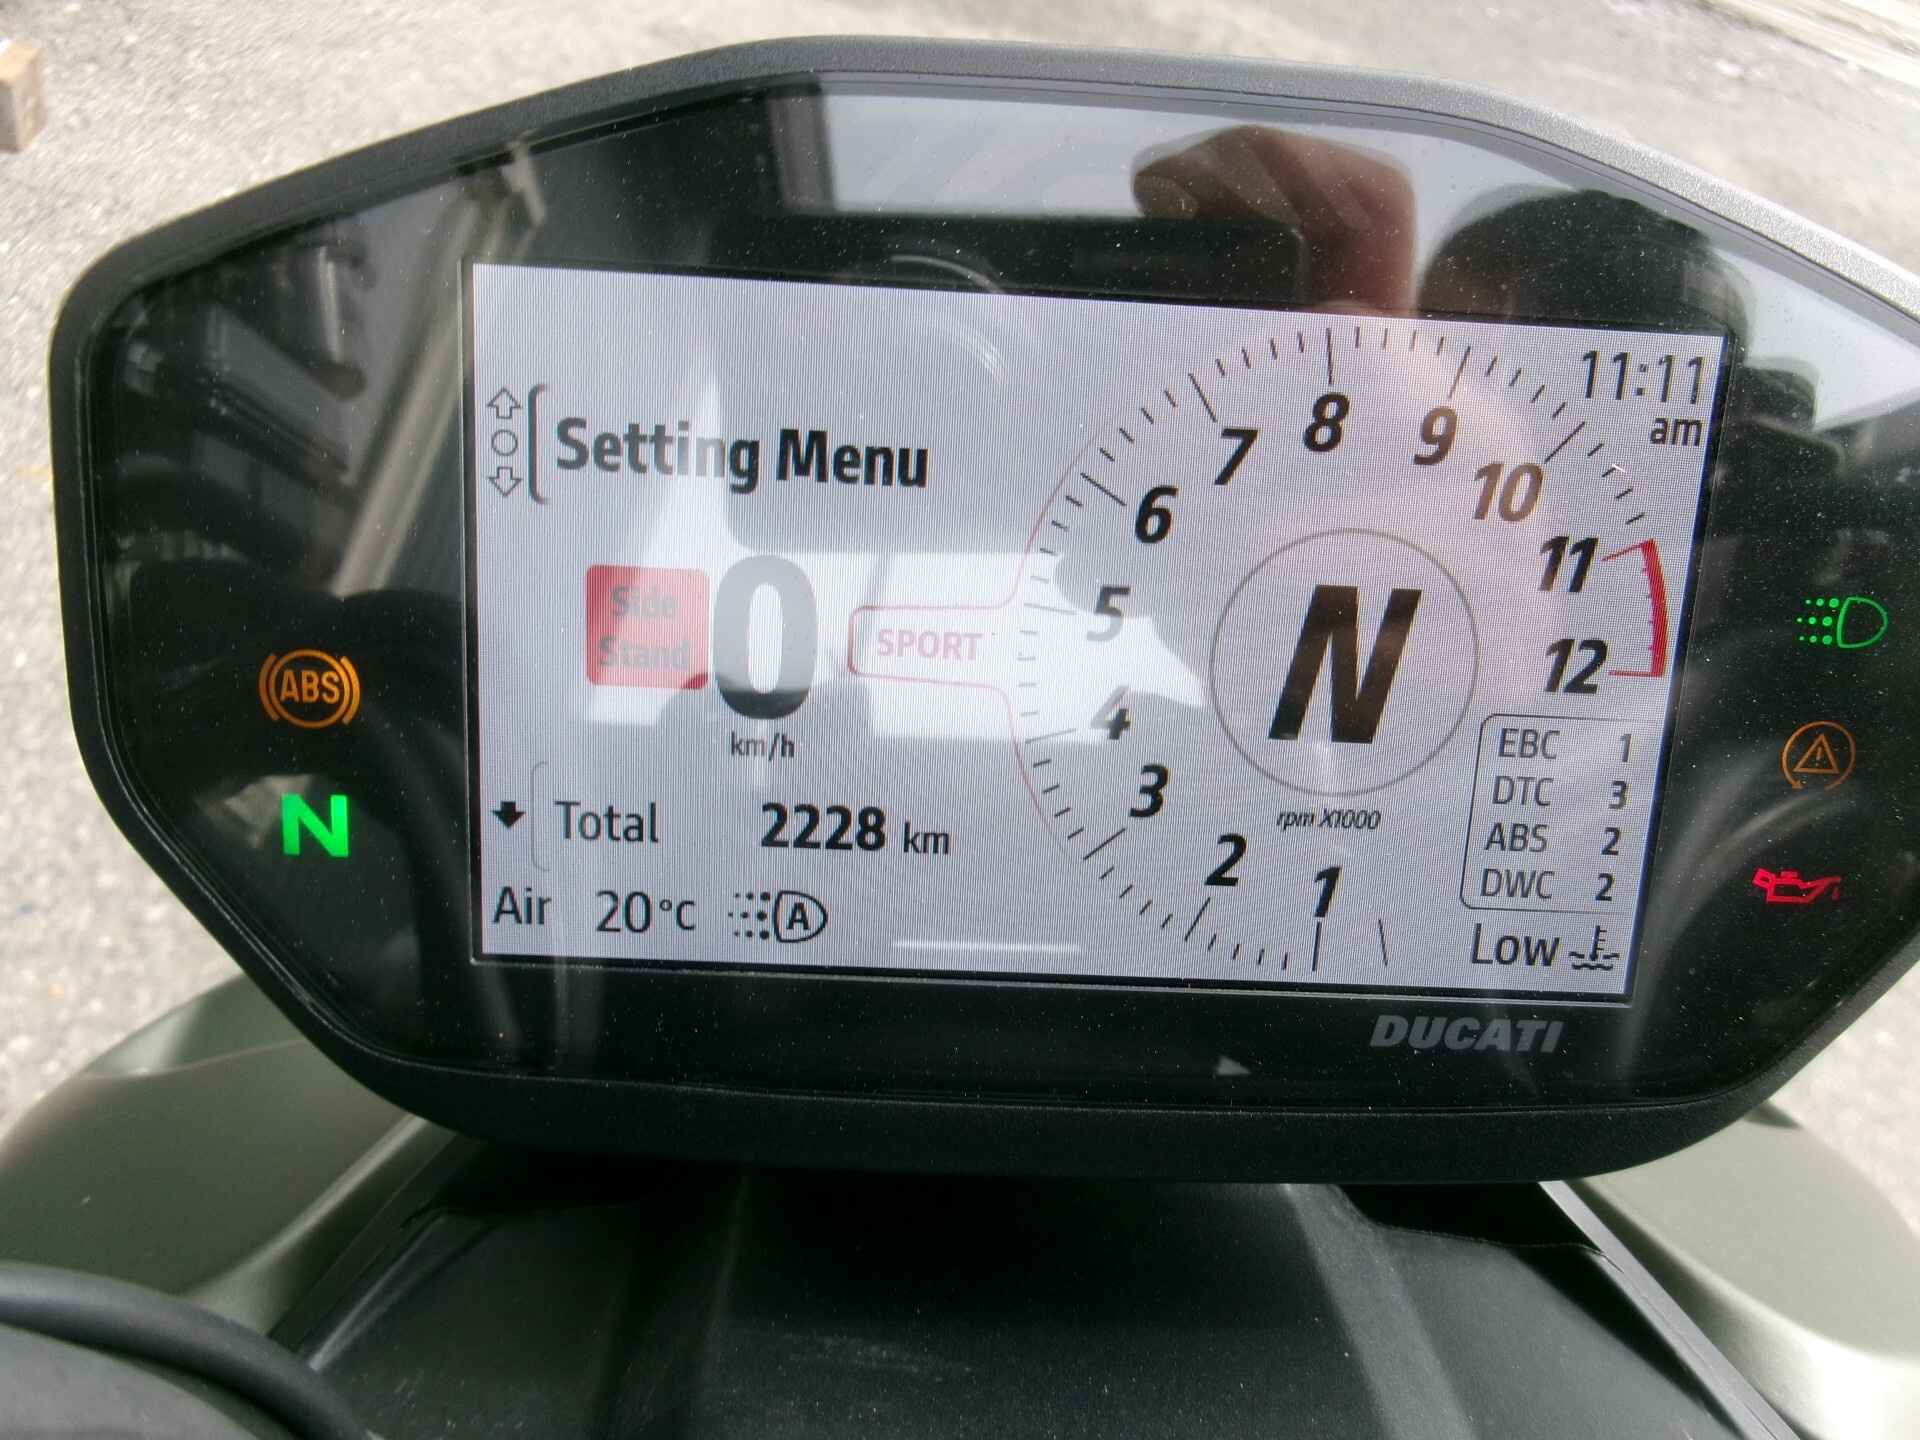 11:11
am
Setting Menu
Side
Stand
0
km/h
SPORT
Total 2228 km
Air 20°C A
1
2
3
4
5
6
7
8
9
10
11
12
N
rpm X1000
EBC 1
DTC 3
ABS 2
DWC 2
Low
ABS
N
DUCATI